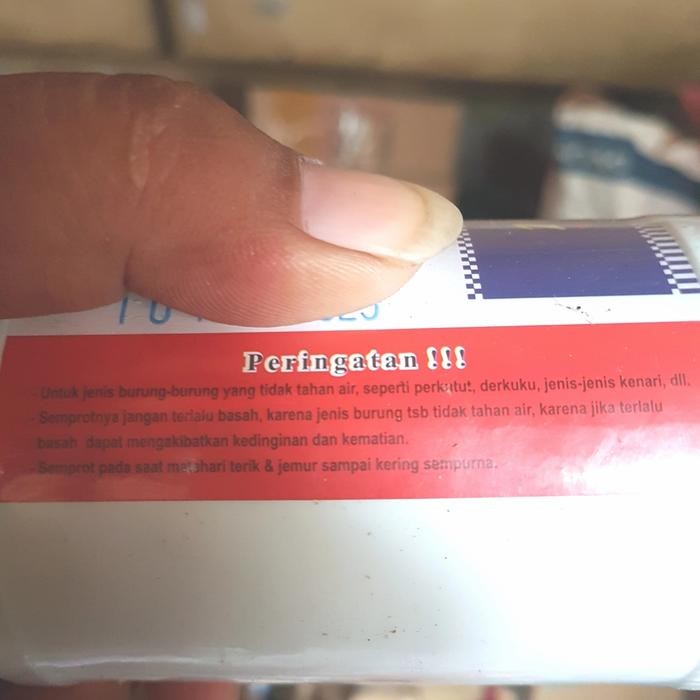 Peringatan !!!
- Untuk jenis burung-burung yang tidak tahan air, seperti perkutut, derkuku, jenis-jenis kenari, dll.
- Semprotnya jangan terlalu basah, karena jenis burung tsb tidak tahan air, karena jika terlalu
basah dapat mengakibatkan kedinginan dan kematian.
- Semprot pada saat matahari terik & jemur sampai kering sempurna.